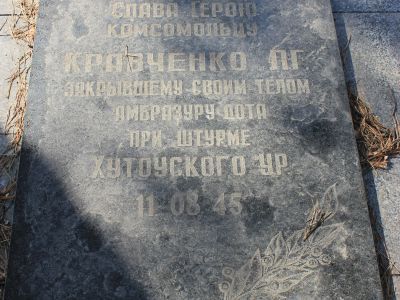 СЛАВА ГЕРОЮ
КОМСОМОЛЬЦУ
КРАВЧЕНКО П Г
ЗАКРЫВШЕМУ СВОИМ ТЕЛОМ
АМБРАЗУРУ ДОТА
ПРИ ШТУРМЕ
ХУТОУСКОГО УР
11 08 45